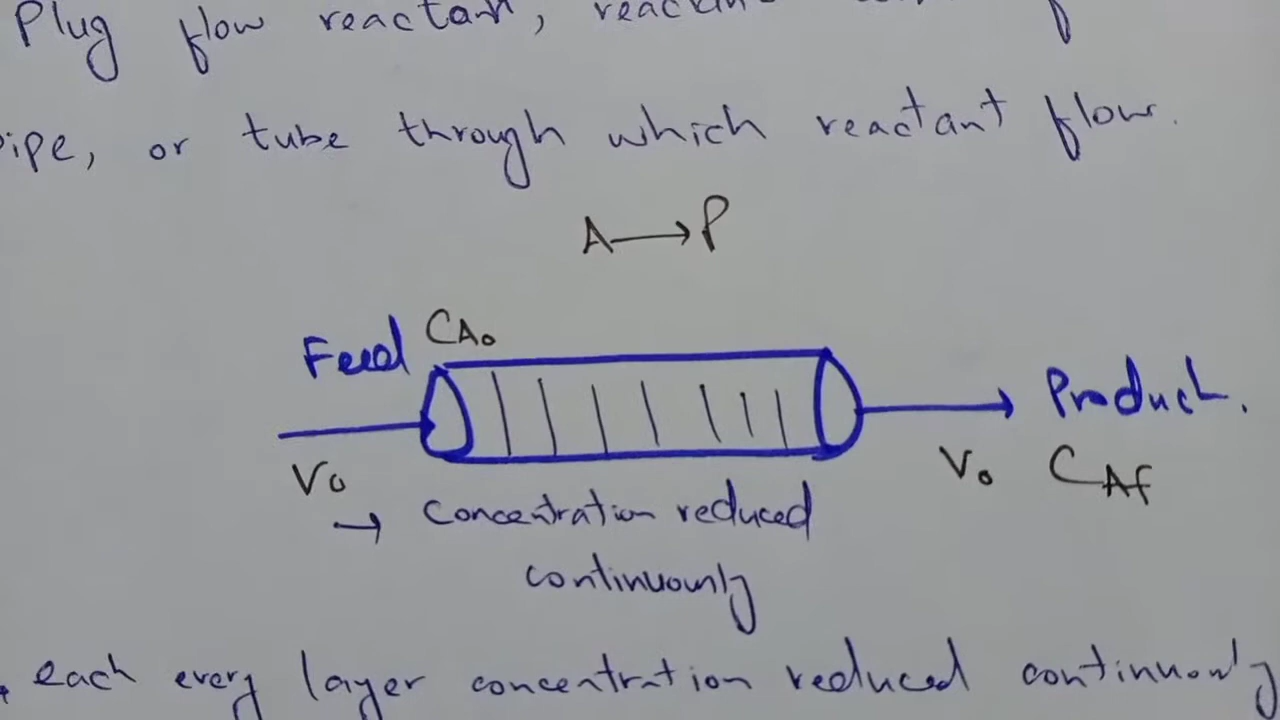 Plug flow reactant,
pipe, or tube through which reactant flow.
A → P
Feed CA0
Product.
V0
V0 CAf
→ Concentration reduced
continuously
each every layer concentration reduced continuously